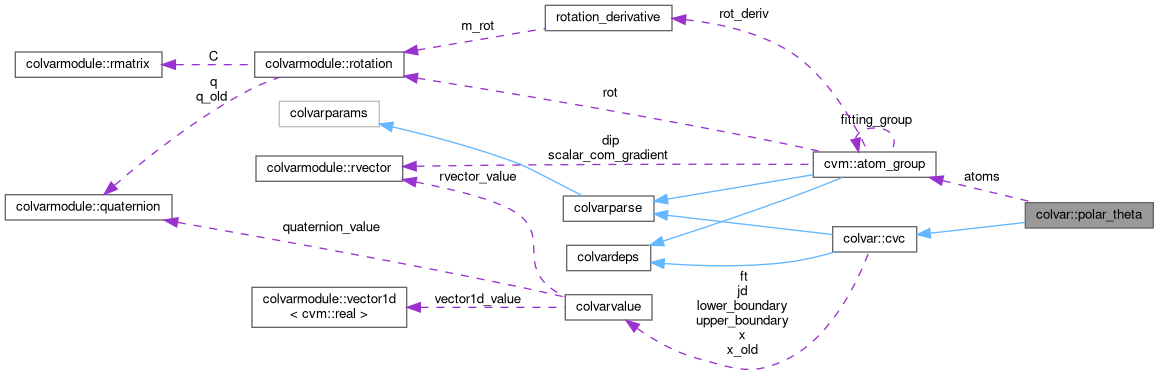 rotation_derivative
rot_deriv
m_rot
colvarmodule::rmatrix
C
colvarmodule::rotation
q
q_old
rot
colvarparams
fitting_group
dip
scalar_com_gradient
colvarmodule::rvector
rvector_value
cvm::atom_group
atoms
colvarmodule::quaternion
colvarparse
colvar::polar_theta
quaternion_value
colvar::cvc
colvardeps
ft
jd
lower_boundary
upper_boundary
x
x_old
colvarmodule::vector1d
< cvm::real >
vector1d_value
colvarvalue